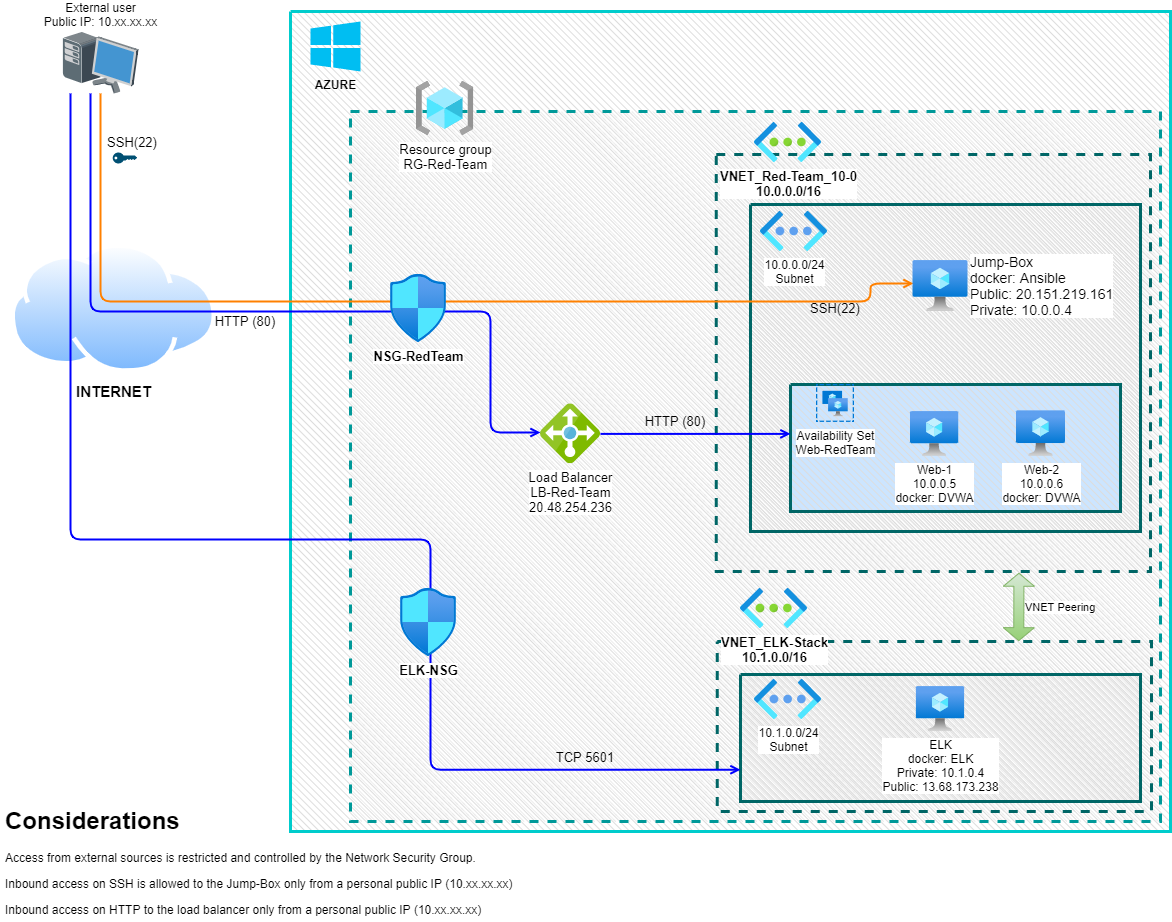 External user
Public IP: 10.xx.xx.xx
AZURE
SSH(22)
Resource group
RG-Red-Team
VNET_Red-Team_10-0
10.0.0.0/16
10.0.0.0/24
Subnet
Jump-Box
docker: Ansible
Public: 20.151.219.161
Private: 10.0.0.4
SSH(22)
HTTP (80)
NSG-RedTeam
INTERNET
HTTP (80)
Availability Set
Web-RedTeam
Web-1
10.0.0.5
docker: DVWA
Web-2
10.0.0.6
docker: DVWA
Load Balancer
LB-Red-Team
20.48.254.236
VNET Peering
VNET_ELK-Stack
10.1.0.0/16
ELK-NSG
10.1.0.0/24
Subnet
TCP 5601
ELK
docker: ELK
Private: 10.1.0.4
Public: 13.68.173.238
Considerations
Access from external sources is restricted and controlled by the Network Security Group.
Inbound access on SSH is allowed to the Jump-Box only from a personal public IP (10.xx.xx.xx)
Inbound access on HTTP to the load balancer only from a personal public IP (10.xx.xx.xx)